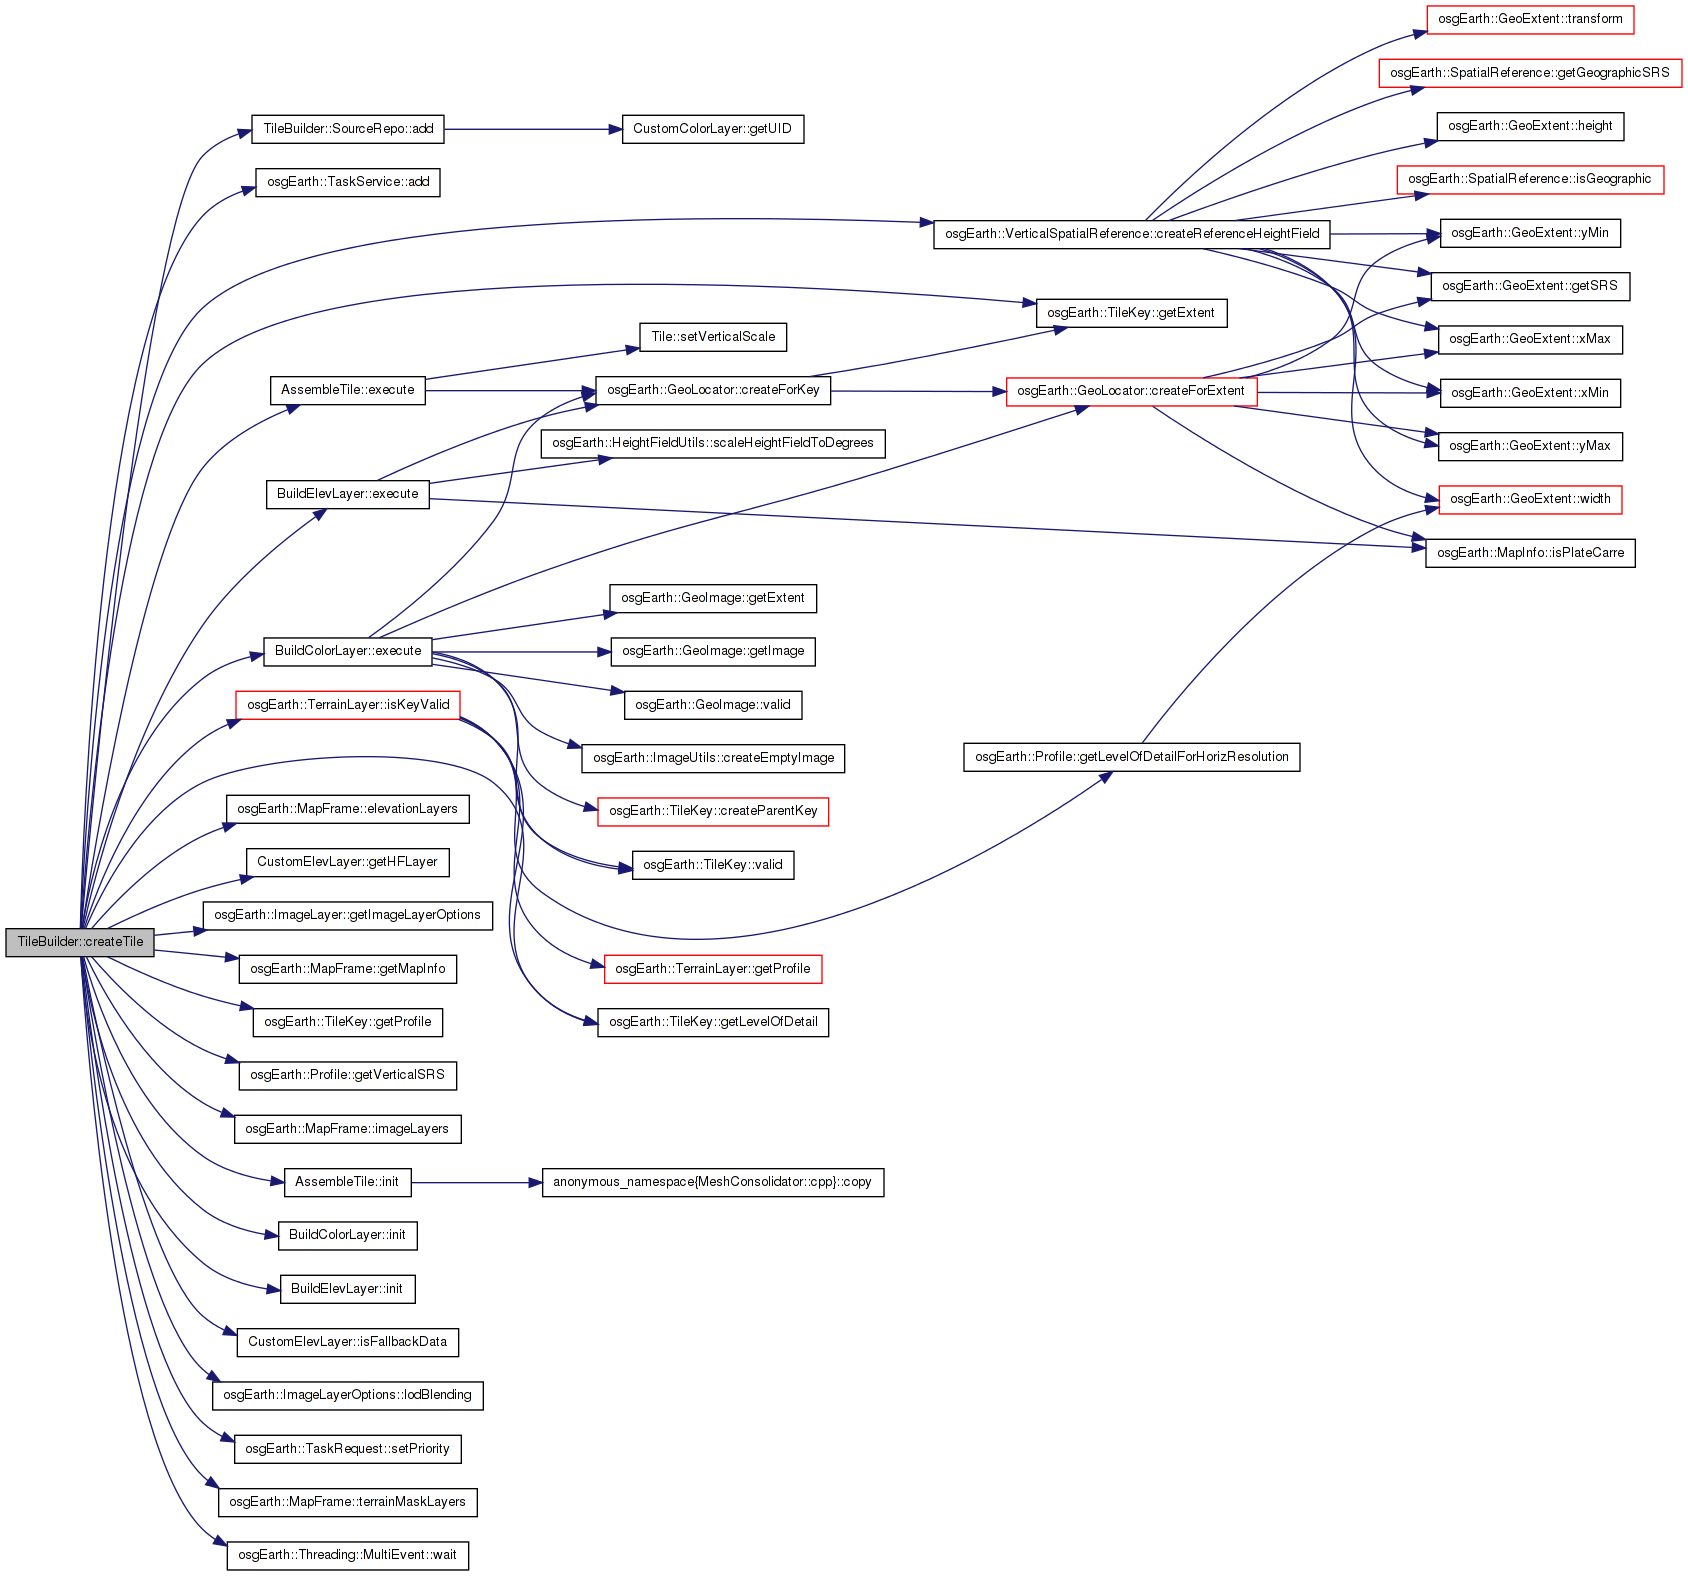 osgEarth::GeoExtent::transform
osgEarth::SpatialReference::getGeographicSRS
osgEarth::GeoExtent::height
TileBuilder::SourceRepo::add
CustomColorLayer::getUID
osgEarth::TaskService::add
osgEarth::SpatialReference::isGeographic
osgEarth::VerticalSpatialReference::createReferenceHeightField
osgEarth::GeoExtent::yMin
osgEarth::GeoExtent::getSRS
osgEarth::TileKey::getExtent
Tile::setVerticalScale
osgEarth::GeoExtent::xMax
AssembleTile::execute
osgEarth::GeoLocator::createForKey
osgEarth::GeoLocator::createForExtent
osgEarth::GeoExtent::xMin
osgEarth::HeightFieldUtils::scaleHeightFieldToDegrees
osgEarth::GeoExtent::yMax
BuildElevLayer::execute
osgEarth::GeoExtent::width
osgEarth::MapInfo::isPlateCarre
osgEarth::GeoImage::getExtent
BuildColorLayer::execute
osgEarth::GeoImage::getImage
osgEarth::TerrainLayer::isKeyValid
osgEarth::GeoImage::valid
osgEarth::ImageUtils::createEmptyImage
osgEarth::Profile::getLevelOfDetailForHorizResolution
osgEarth::MapFrame::elevationLayers
osgEarth::TileKey::createParentKey
CustomElevLayer::getHFLayer
osgEarth::TileKey::valid
osgEarth::ImageLayer::getImageLayerOptions
TileBuilder::createTile
osgEarth::MapFrame::getMapInfo
osgEarth::TerrainLayer::getProfile
osgEarth::TileKey::getProfile
osgEarth::TileKey::getLevelOfDetail
osgEarth::Profile::getVerticalSRS
osgEarth::MapFrame::imageLayers
AssembleTile::init
anonymous_namespace{MeshConsolidator::cpp}::copy
BuildColorLayer::init
BuildElevLayer::init
CustomElevLayer::isFallbackData
osgEarth::ImageLayerOptions::lodBlending
osgEarth::TaskRequest::setPriority
osgEarth::MapFrame::terrainMaskLayers
osgEarth::Threading::MultiEvent::wait